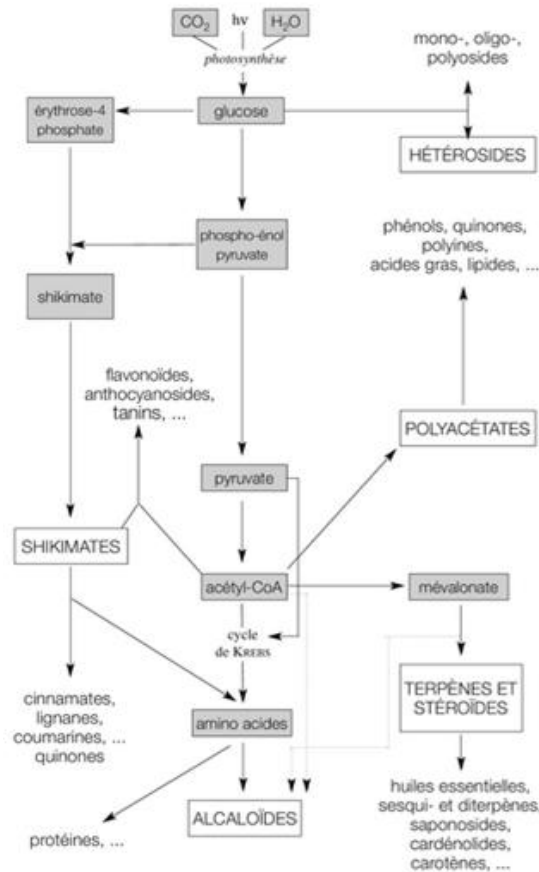 CO2
hv
H2O
photosynthèse
mono-, oligo-,
polyosides
érythrose-4
phosphate
glucose
HÉTÉROSIDES
phospho-énol
pyruvate
phénols, quinones,
polyines,
acides gras, lipides, ...
shikimate
flavonoïdes,
anthocyanosides,
tanins, ...
POLYACÉTATES
pyruvate
SHIKIMATES
acétyl-CoA
mévalonate
cycle
de KREBS
cinnamates,
lignanes,
coumarines, ...
quinones
amino acides
TERPÈNES ET
STÉROÏDES
protéines, ...
ALCALOÏDES
huiles essentielles,
sesqui- et diterpènes,
saponosides,
cardénolides,
carotènes, ...